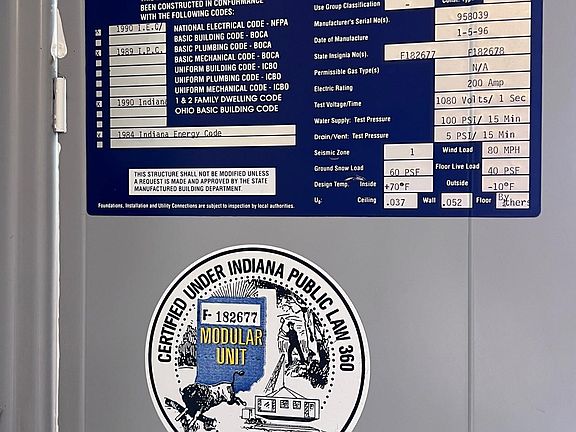 BEEN CONSTRUCTED IN CONFORMANCE
WITH THE FOLLOWING CODES:
1990 I.E.C/ NATIONAL ELECTRICAL CODE - NFPA
BASIC BUILDING CODE - BOCA
1989 I.P.C. BASIC PLUMBING CODE - BOCA
BASIC MECHANICAL CODE - BOCA
UNIFORM BUILDING CODE - ICBO
UNIFORM PLUMBING CODE - ICBO
UNIFORM MECHANICAL CODE - ICBO
1990 Indiana 1 & 2 FAMILY DWELLING CODE
OHIO BASIC BUILDING CODE
1984 Indiana Energy Code
THIS STRUCTURE SHALL NOT BE MODIFIED UNLESS
A REQUEST IS MADE AND APPROVED BY THE STATE
MANUFACTURED BUILDING DEPARTMENT.
Foundations, Installation and Utility Connections are subject to inspection by local authorities.
Use Group Classification -
Manufacturer's Serial No(s). 958039
Date of Manufacture 1-5-96
State Insignia No(s). F182677 F182678
Permissible Gas Type(s) N/A
Electric Rating 200 Amp
Test Voltage/Time 1080 Volts/ 1 Sec
Water Supply: Test Pressure 100 PSI/ 15 Min
Drain/Vent: Test Pressure 5 PSI/ 15 Min
Seismic Zone 1 Wind Load 80 MPH
Ground Snow Load 60 PSF Floor Live Load 40 PSF
Design Temp. Inside +70°F Outside -10°F
Ceiling .037 Wall .052 Floor By
CERTIFIED UNDER INDIANA PUBLIC LAW 360
F- 182677
MODULAR
UNIT